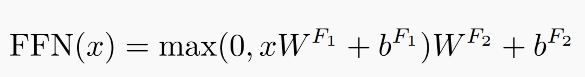 FFN(x) = max(0, xW^{F_1} + b^{F_1})W^{F_2} + b^{F_2}